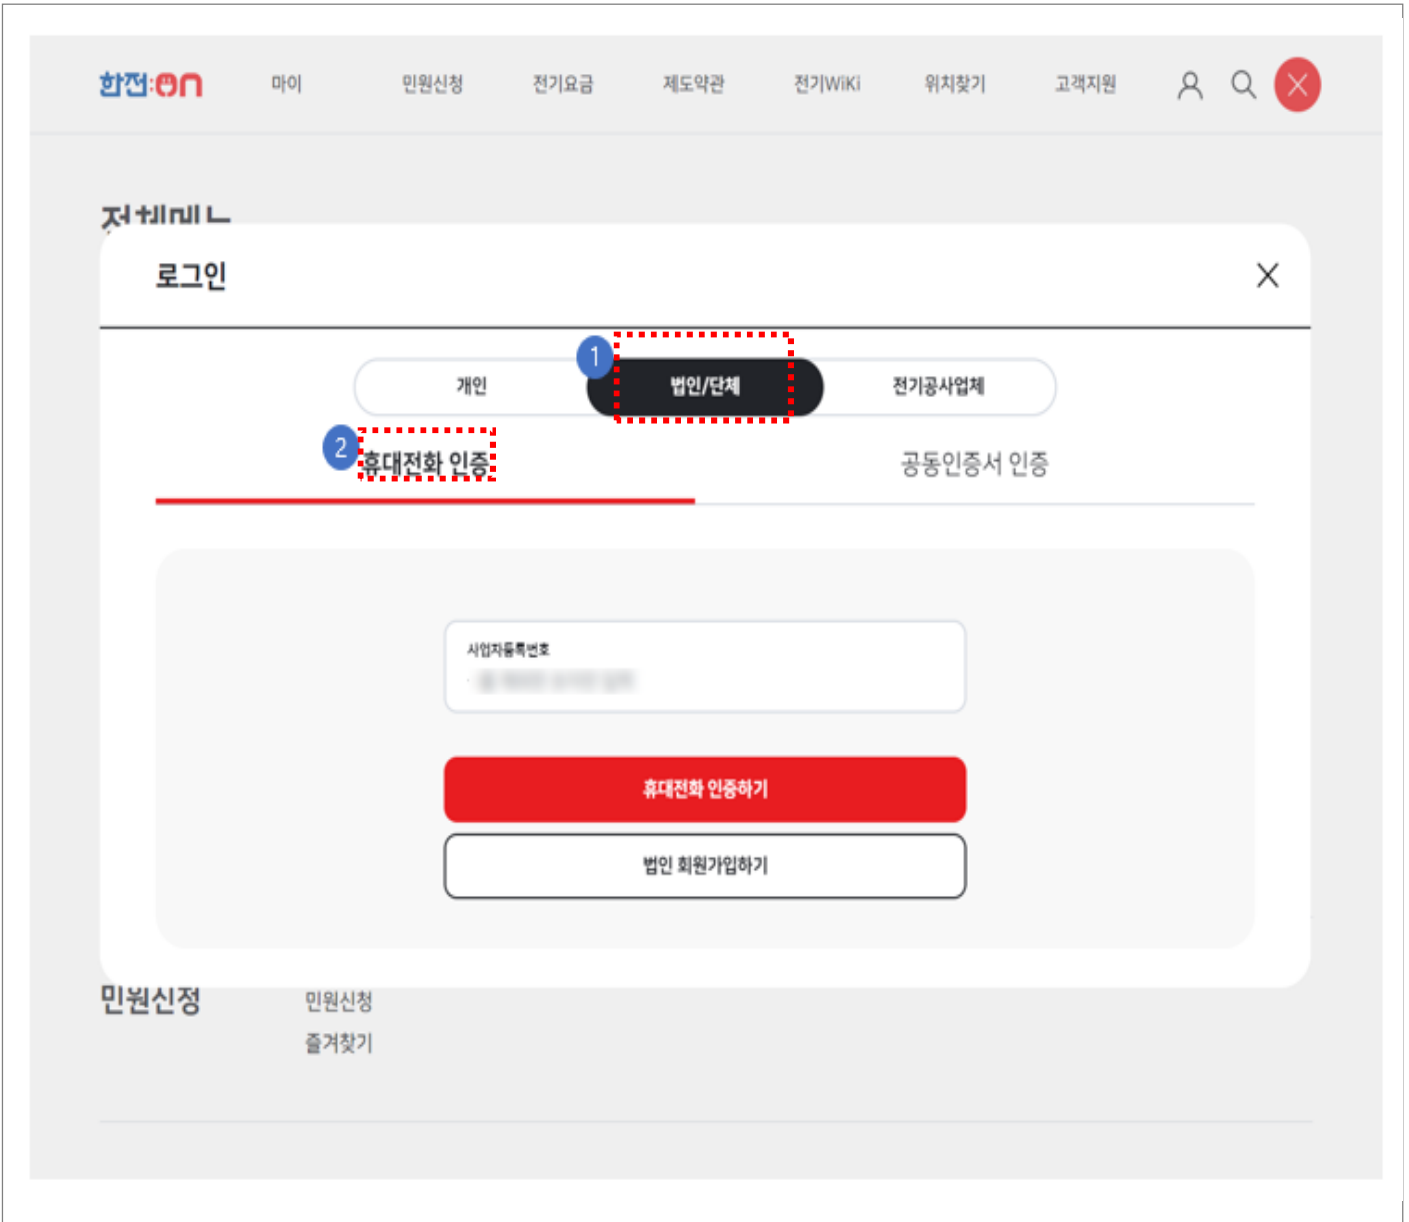 한전:ON 마이 민원신청 전기요금 제도약관 전기WiKi 위치찾기 고객지원
전체메뉴
로그인
1
개인 법인/단체 전기공사업체
2
휴대전화 인증 공동인증서 인증
사업자등록번호
휴대전화 인증하기
법인 회원가입하기
민원신청 민원신청
즐겨찾기